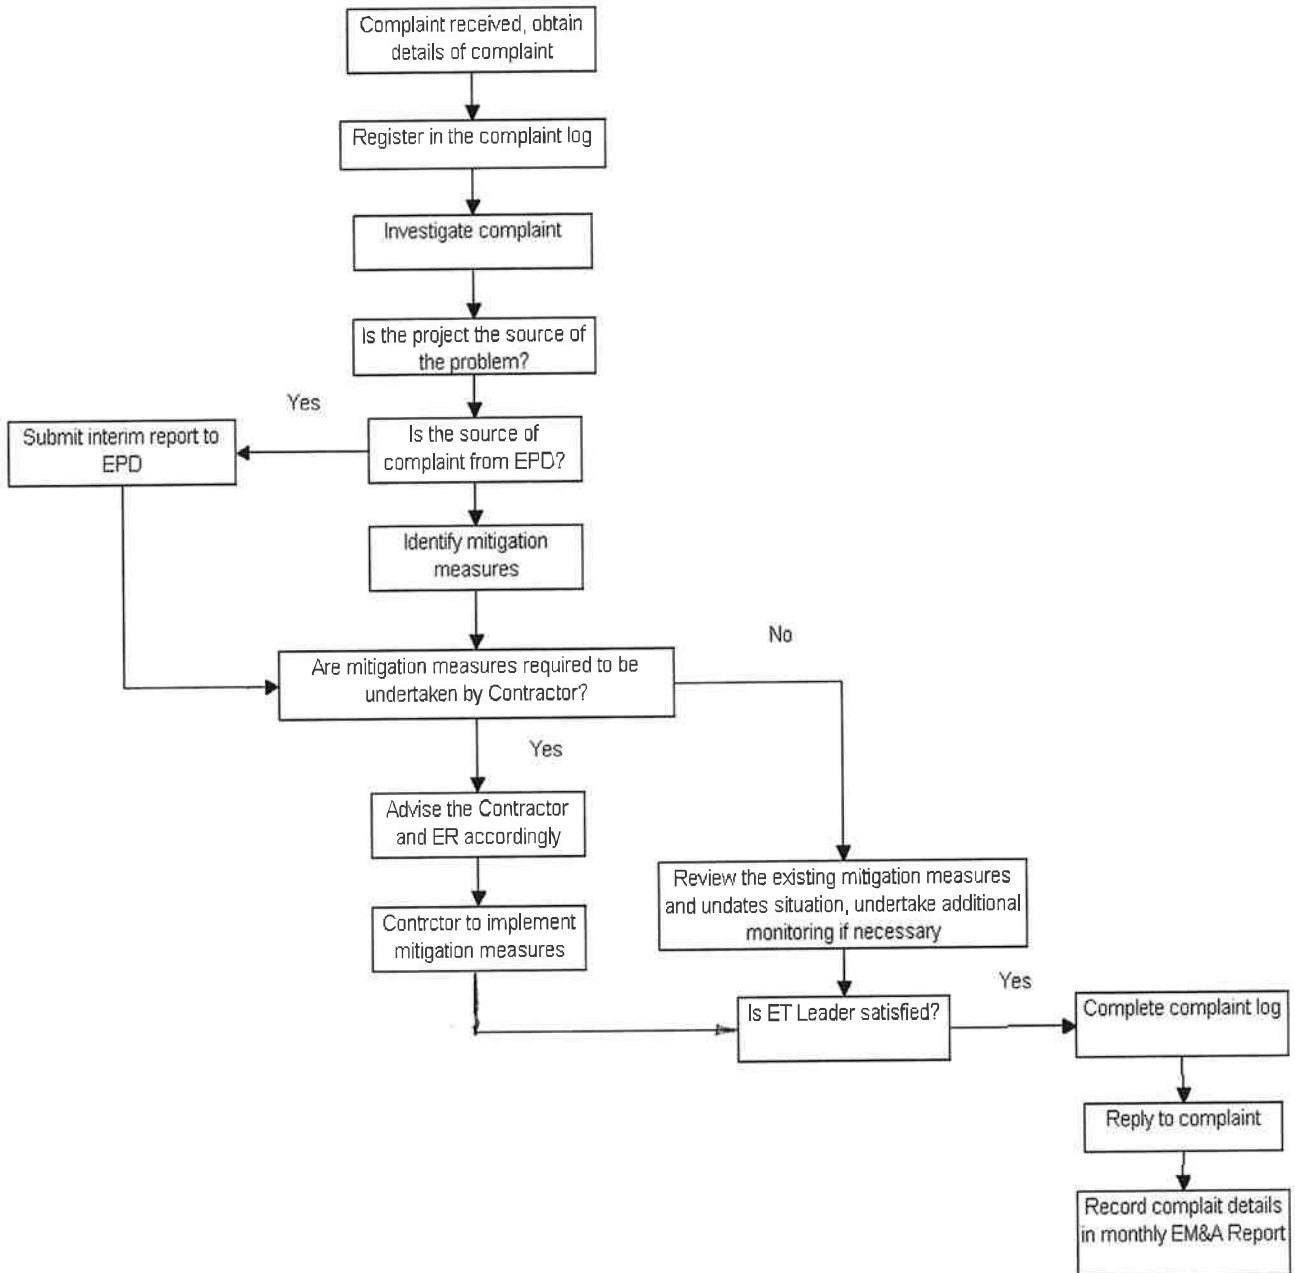 Complaint received, obtain
details of complaint
Register in the complaint log
Investigate complaint
Is the project the source of
the problem?
Yes
Submit interim report to
EPD
Is the source of
complaint from EPD?
Identify mitigation
measures
No
Are mitigation measures required to be
undertaken by Contractor?
Yes
Advise the Contractor
and ER accordingly
Contrctor to implement
mitigation measures
Review the existing mitigation measures
and undates situation, undertake additional
monitoring if necessary
Is ET Leader satisfied?
Yes
Complete complaint log
Reply to complaint
Record complait details
in monthly EM&A Report